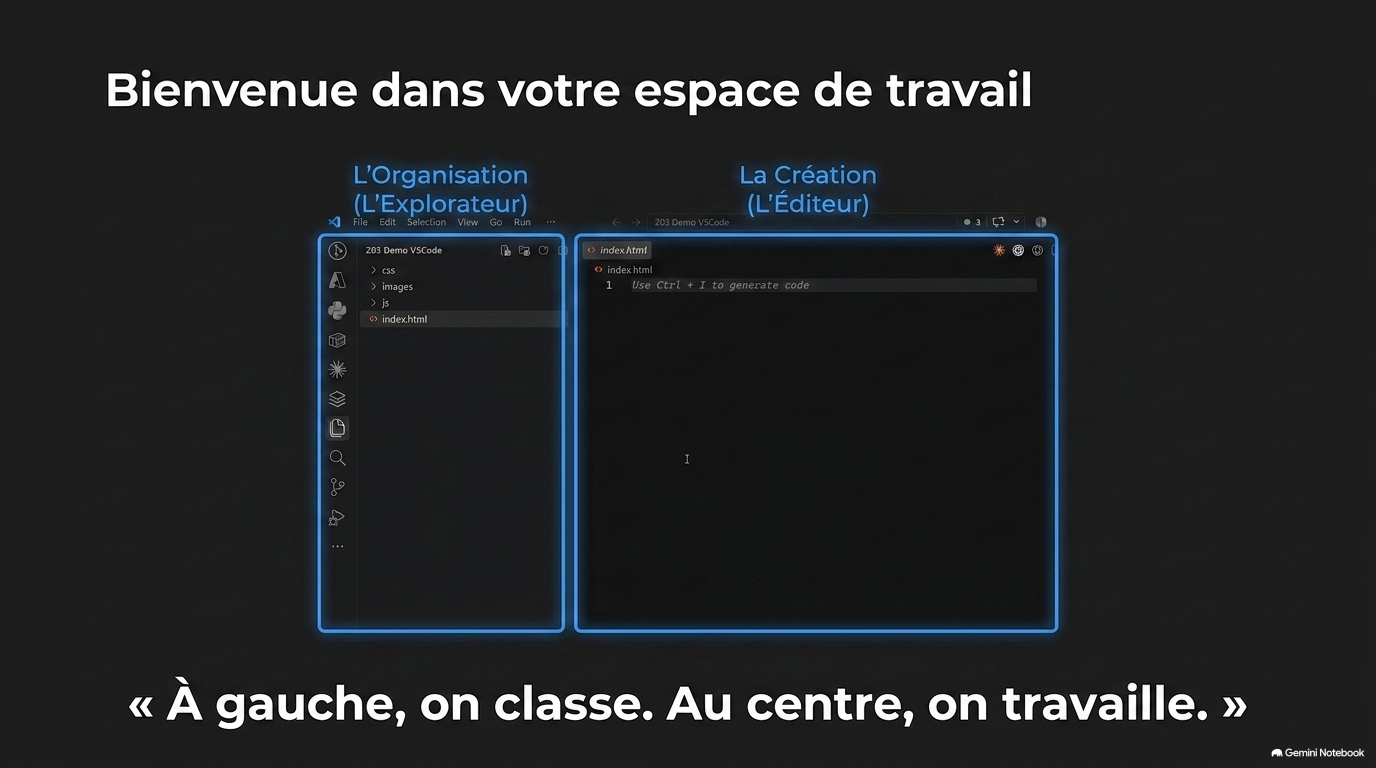 Bienvenue dans votre espace de travail
L’Organisation
(L’Explorateur)
La Création
(L’Éditeur)
File Edit Selection View Go Run ...
203 Demo VSCode
3
203 Demo VSCode
css
images
js
index.html
index.html
index.html
1 Use Ctrl + I to generate code
« À gauche, on classe. Au centre, on travaille. »
Gemini Notebook